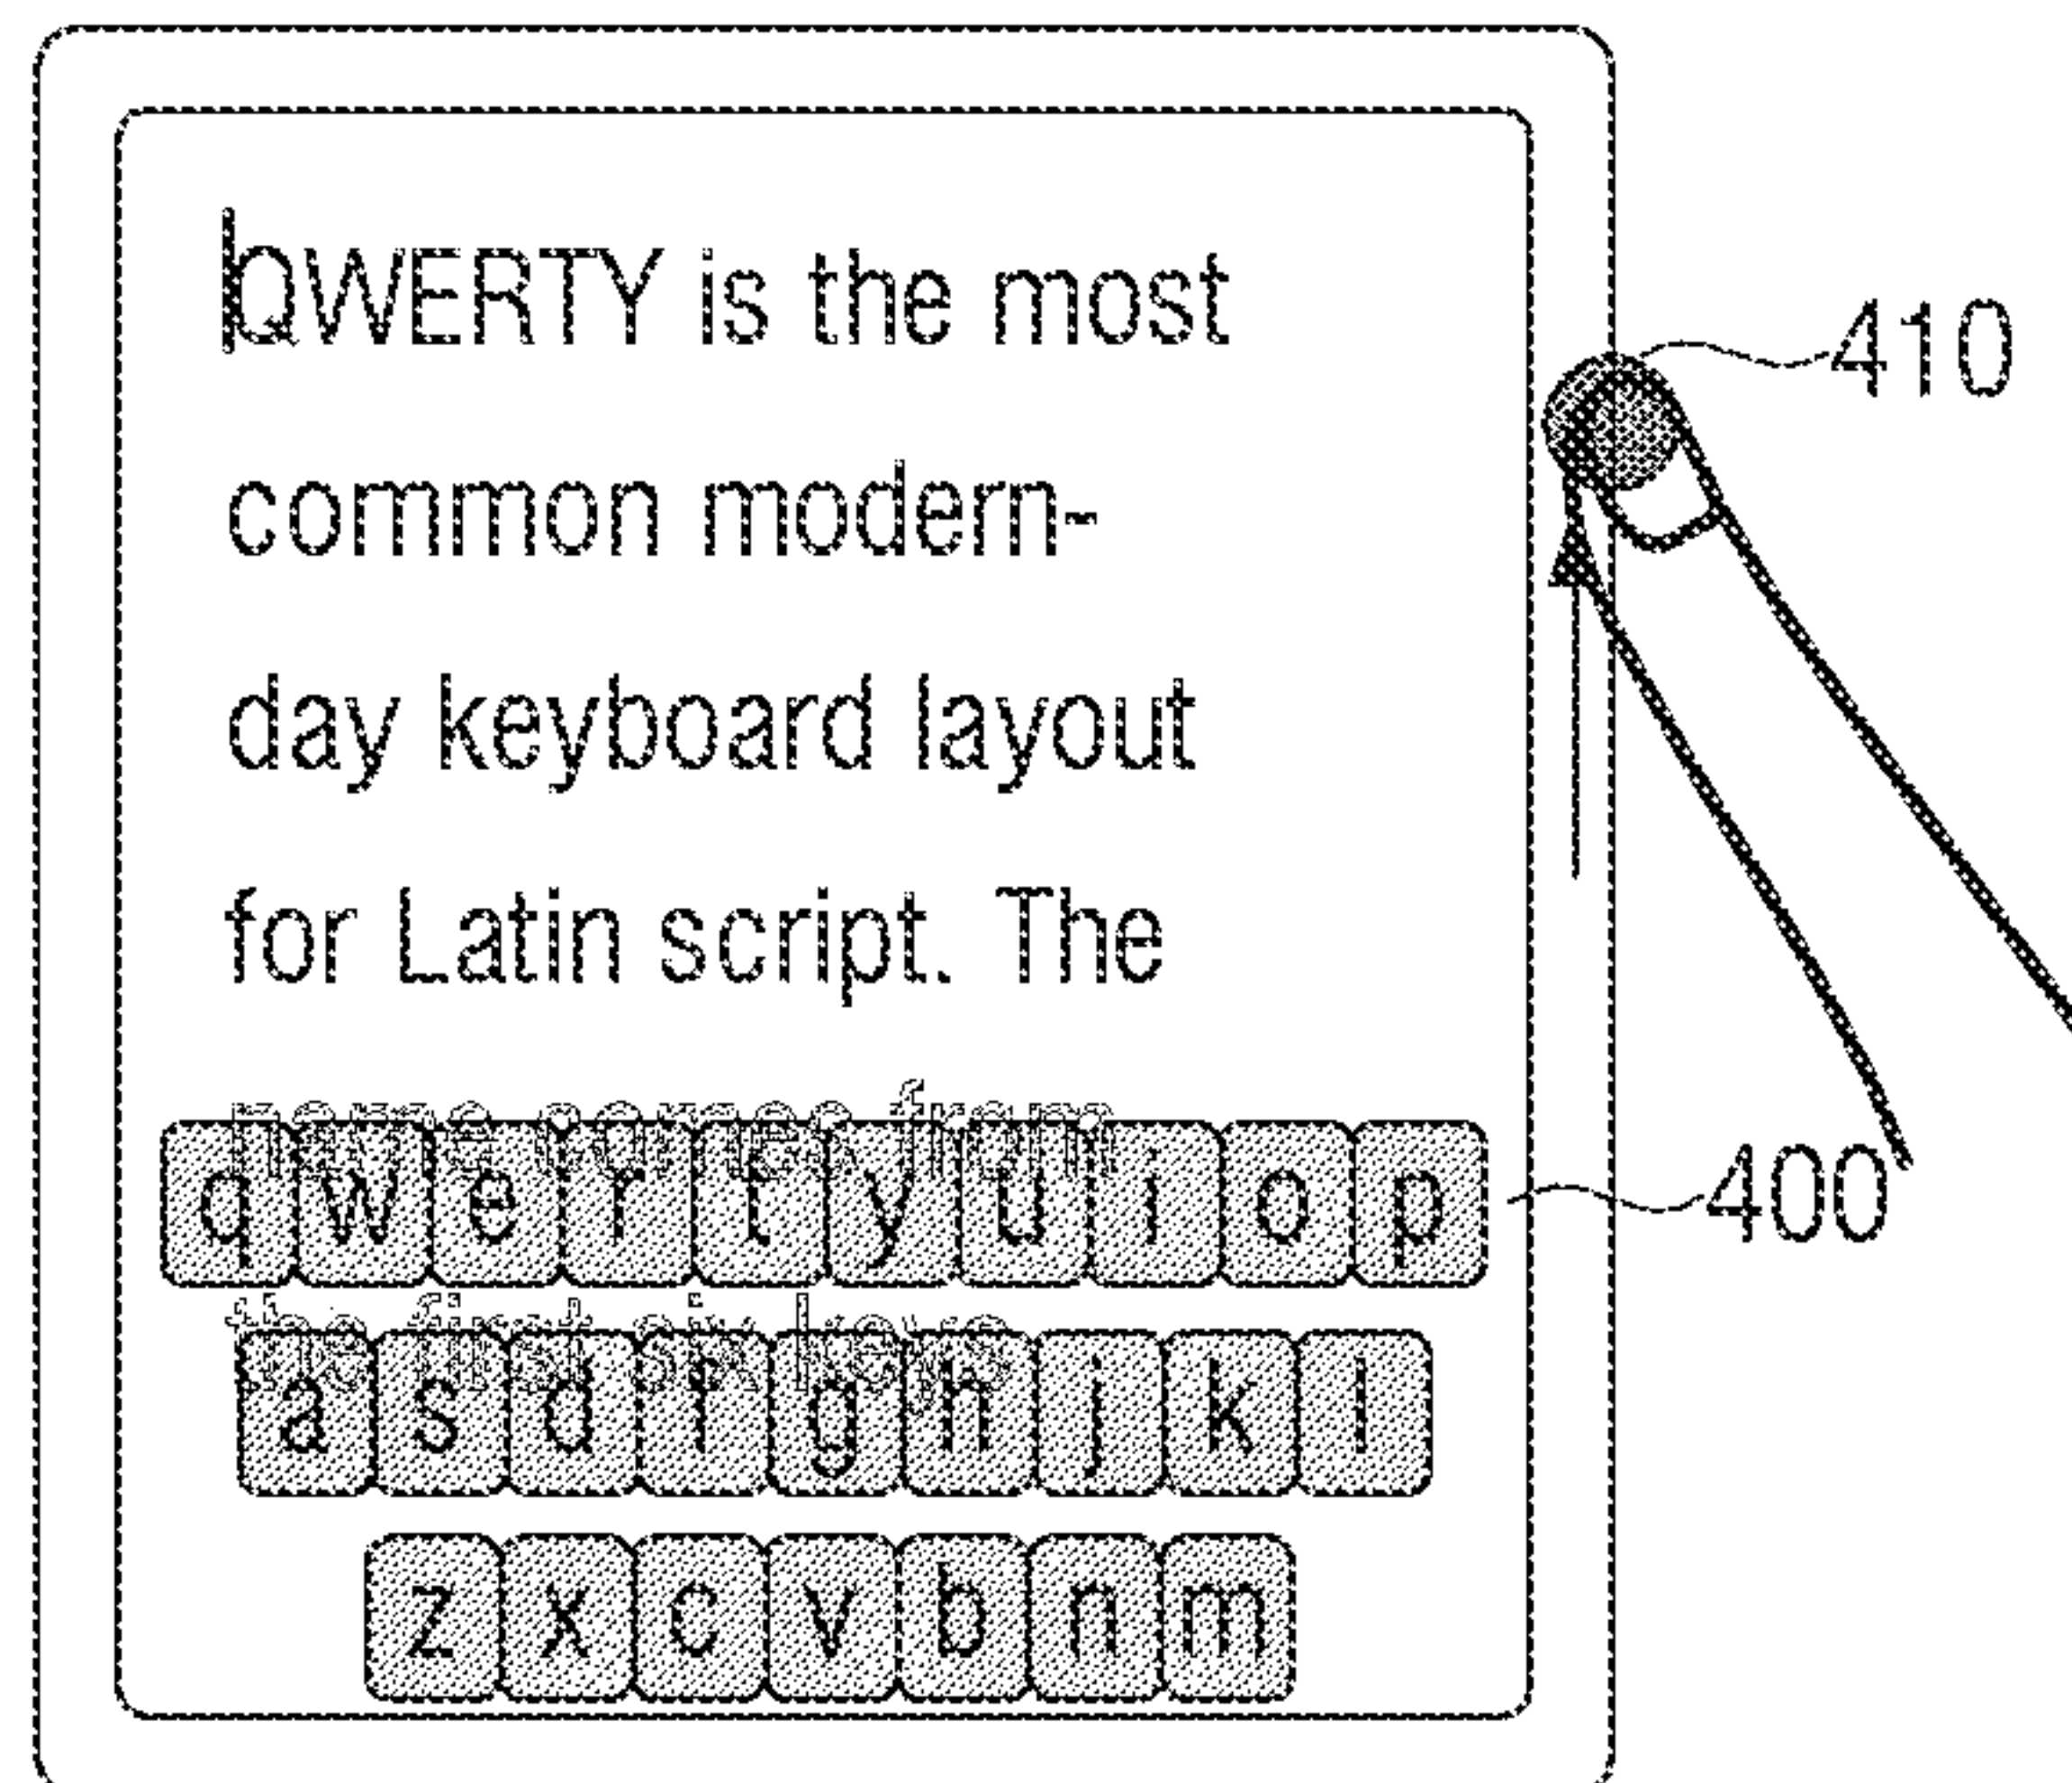 QWERTY is the most
410
common modern-
day keyboard layout
for Latin script. The
name comes from
q w e r t y u i o p
400
the first six keys
a s d f g h j k l
z x c v b n m